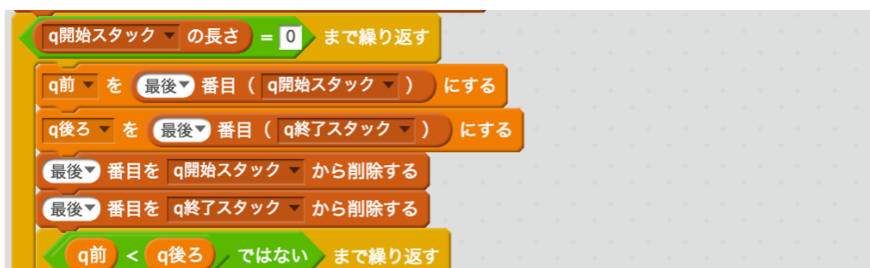 q開始スタック の長さ = 0 まで繰り返す
q前 を 最後 番目 ( q開始スタック ) にする
q後ろ を 最後 番目 ( q終了スタック ) にする
最後 番目を q開始スタック から削除する
最後 番目を q終了スタック から削除する
q前 < q後ろ ではない まで繰り返す